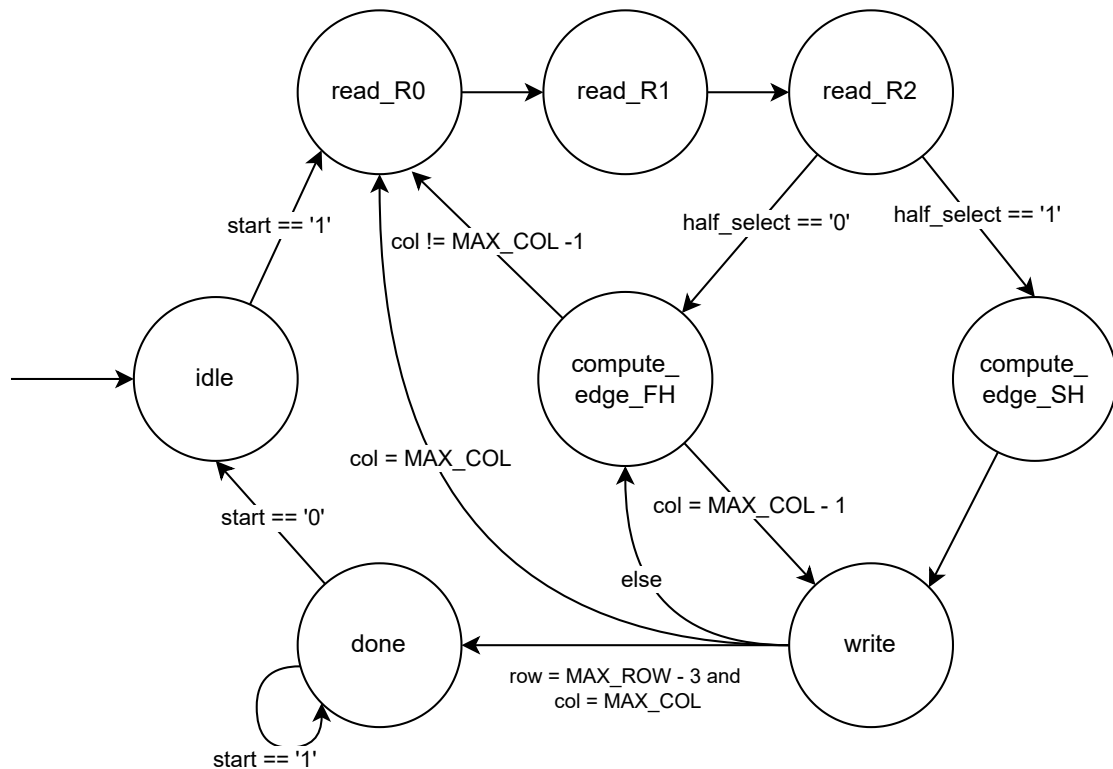 read_R0
read_R1
read_R2
start == '1'
half_select == '0'
half_select == '1'
col != MAX_COL -1
idle
compute_
edge_FH
compute_
edge_SH
col = MAX_COL
col = MAX_COL - 1
start == '0'
else
done
write
row = MAX_ROW - 3 and
col = MAX_COL
start == '1'